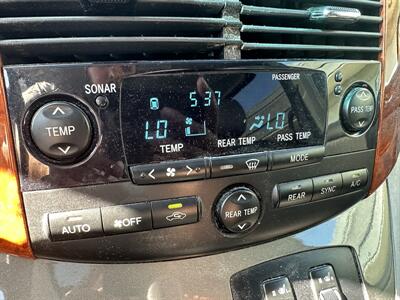 PASSENGER
SONAR
5:37
TEMP
LO
LO
TEMP
REAR TEMP
PASS TEMP
PASS TEMP
MODE
REAR
SYNC
A/C
AUTO
OFF
REAR TEMP